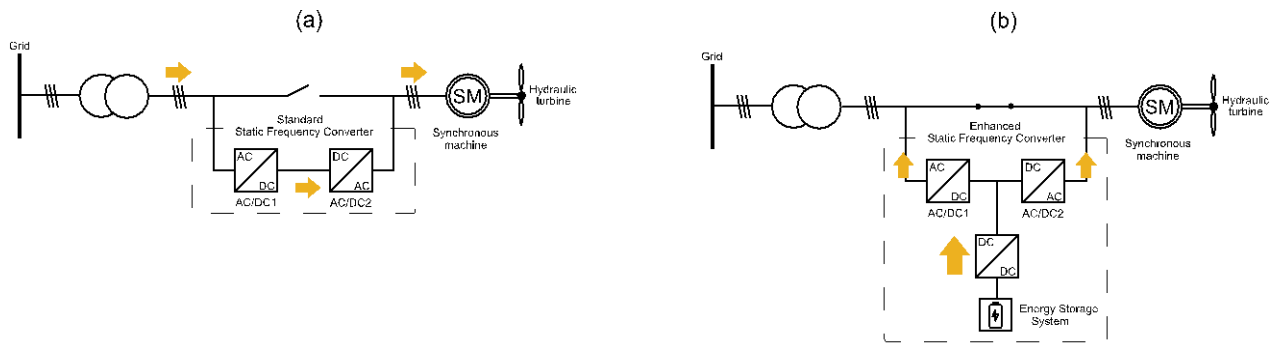 (a)
Grid
SM
Hydraulic
turbine
Synchronous
machine
Standard
Static Frequency Converter
AC
DC
DC
AC
AC/DC1
AC/DC2
(b)
Grid
SM
Hydraulic
turbine
Synchronous
machine
Enhanced
Static Frequency Converter
AC
DC
DC
AC
AC/DC1
AC/DC2
DC
DC
Energy Storage
System